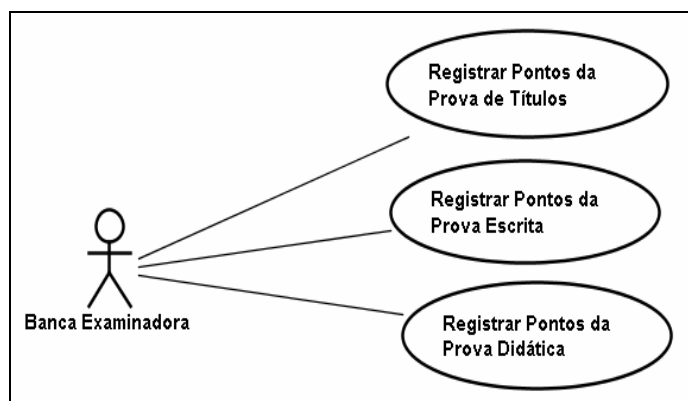 Registrar Pontos da
Prova de Títulos
Registrar Pontos da
Prova Escrita
Banca Examinadora
Registrar Pontos da
Prova Didática